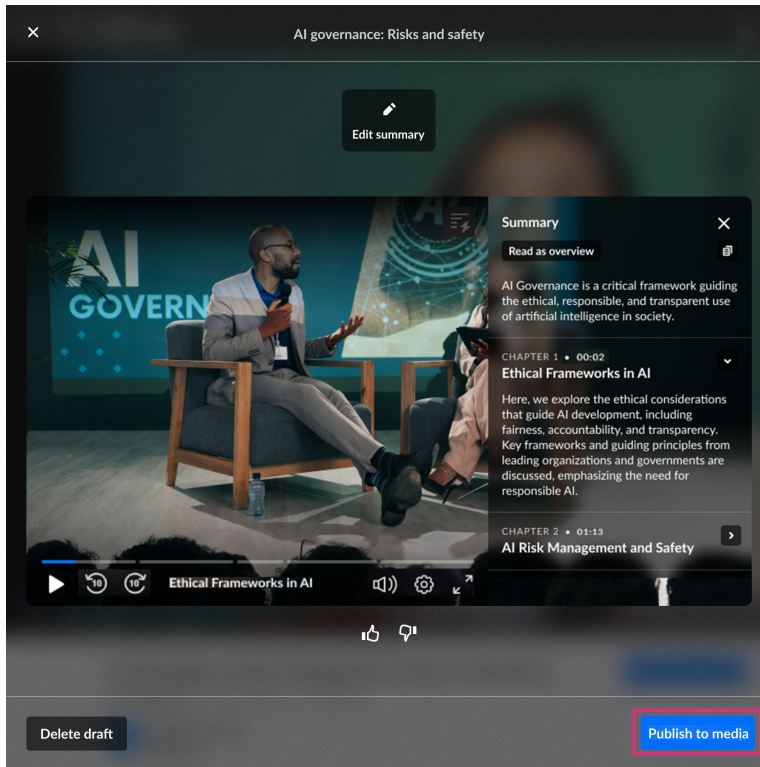 AI governance: Risks and safety
Edit summary
AI
GOVERN
AI
Summary
Read as overview
AI Governance is a critical framework guiding
the ethical, responsible, and transparent use
of artificial intelligence in society.
CHAPTER 1 • 00:02
Ethical Frameworks in AI
Here, we explore the ethical considerations
that guide AI development, including
fairness, accountability, and transparency.
Key frameworks and guiding principles from
leading organizations and governments are
discussed, emphasizing the need for
responsible AI.
CHAPTER 2 • 01:13
AI Risk Management and Safety
10
10
Ethical Frameworks in AI
Delete draft
Publish to media